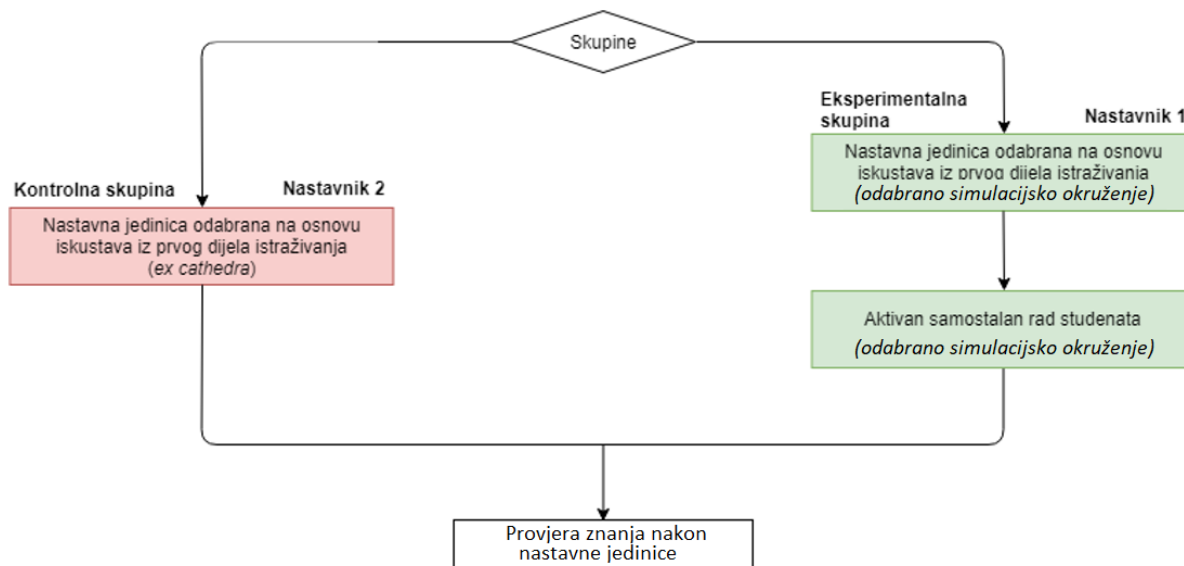 Skupine
Kontrolna skupina
Nastavnik 2
Nastavna jedinica odabrana na osnovu
iskustava iz prvog dijela istraživanja
(ex cathedra)
Eksperimentalna
skupina
Nastavnik 1
Nastavna jedinica odabrana na osnovu
iskustava iz prvog dijela istraživanja
(odabrano simulacijsko okruženje)
Aktivan samostalan rad studenata
(odabrano simulacijsko okruženje)
Provjera znanja nakon
nastavne jedinice